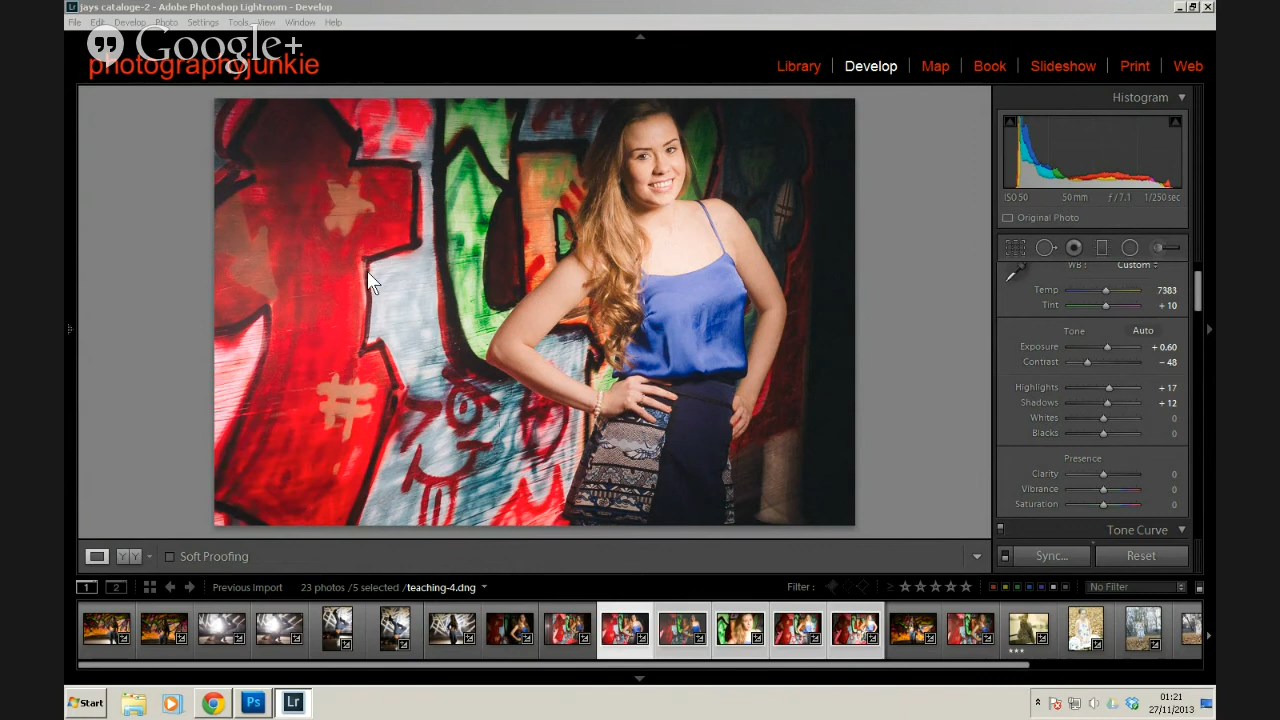 jays cataloge-2 - Adobe Photoshop Lightroom - Develop
File Edit Develop Photo Settings Tools View Window Help
Google+
photographyjunkie
Library Develop Map Book Slideshow Print Web
Histogram
ISO 50 50 mm ƒ / 7.1 1/250 sec
Original Photo
WB: Custom
Temp 7383
Tint + 10
Tone Auto
Exposure + 0.60
Contrast - 48
Highlights + 17
Shadows + 12
Whites 0
Blacks 0
Presence
Clarity 0
Vibrance 0
Saturation 0
Tone Curve
Soft Proofing
Sync... Reset
1 2 Previous Import 23 photos / 5 selected / teaching-4.dng Filter : No Filter
#
Start Ps Lr
01:21
27/11/2013